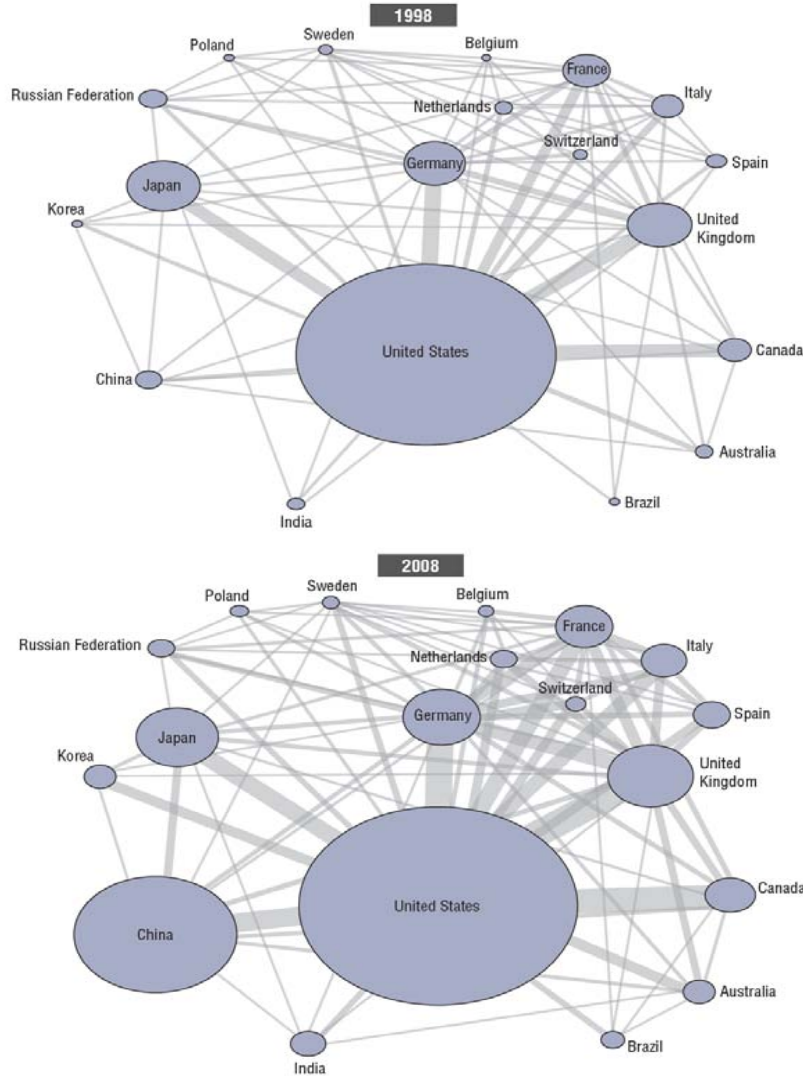 1998
Sweden
Belgium
Poland
France
Russian Federation
Italy
Netherlands
Switzerland
Germany
Spain
Japan
Korea
United
Kingdom
United States
Canada
China
Australia
Brazil
India
2008
Sweden
Belgium
Poland
France
Russian Federation
Italy
Netherlands
Switzerland
Germany
Spain
Japan
Korea
United
Kingdom
Canada
United States
China
Australia
Brazil
India